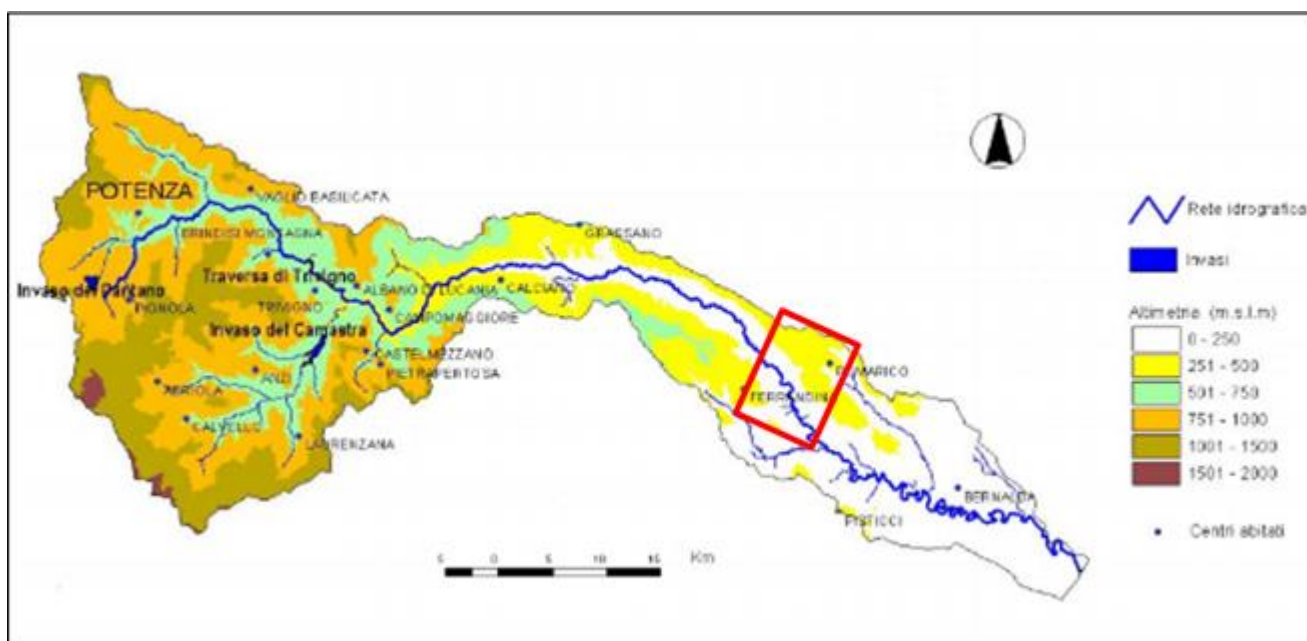 POTENZA
VAGLIO BASILICATA
BRINDISI MONTAGNA
GRASSANO
Traversa di Trivigno
ALBANO DI LUCANIA
CALCIANO
Invaso del Pantano
PIGNOLA
TRIVIGNO
CAMPOMAGGIORE
Invaso del Camastra
CASTELMEZZANO
PIETRAPERTOSA
ANZI
ABRIOLA
CALVELLO
LAURENZANA
POMARICO
FERRANDINA
BERNALDA
PISTICCI
Rete idrografica
Invasi
Altimetria (m.s.l.m)
0 - 250
251 - 500
501 - 750
751 - 1000
1001 - 1500
1501 - 2000
Centri abitati
5 0 5 10 15 Km